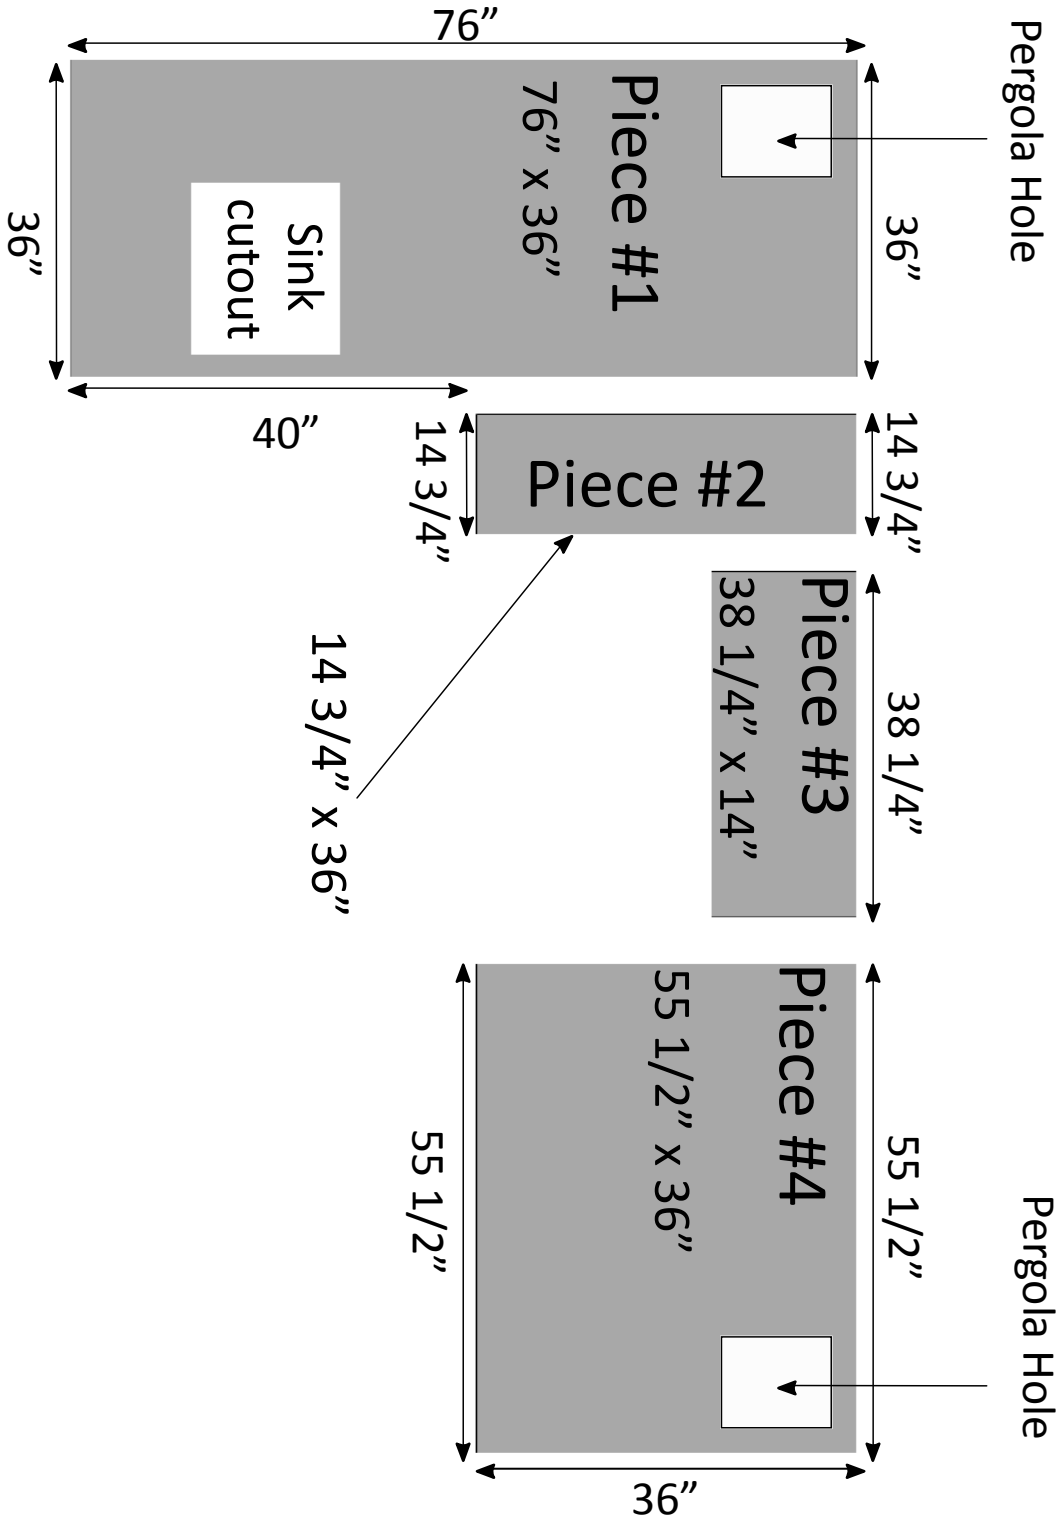 76”
Pergola Hole
Piece #1
76” x 36”
36”
36”
Sink
cutout
40”
14 3/4”
14 3/4”
Piece #2
14 3/4” x 36”
Piece #3
38 1/4” x 14”
38 1/4”
Piece #4
55 1/2” x 36”
55 1/2”
55 1/2”
Pergola Hole
36”